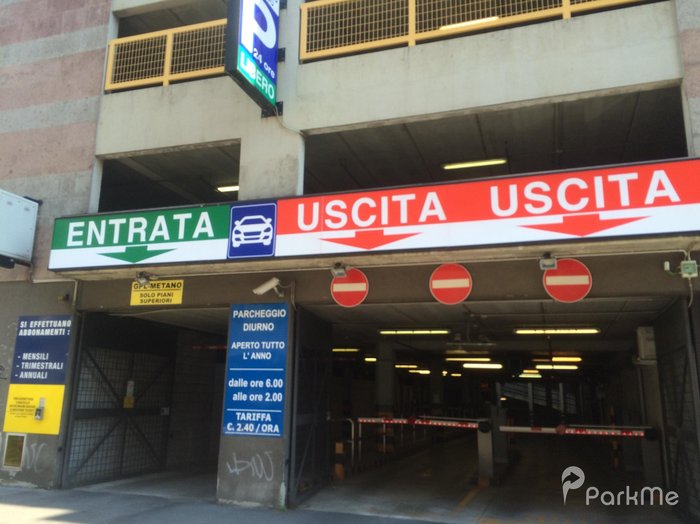 P
24 ore
LIBERO
ENTRATA
USCITA
USCITA
GPL-METANO
SOLO PIANI
SUPERIORI
SI EFFETTUANO
ABBONAMENTI :
- MENSILI
- TRIMESTRALI
- ANNUALI
PARCHEGGIO
DIURNO
APERTO TUTTO
L'ANNO
dalle ore 6.00
alle ore 2.00
TARIFFA
€. 2.40 / ORA
ParkMe